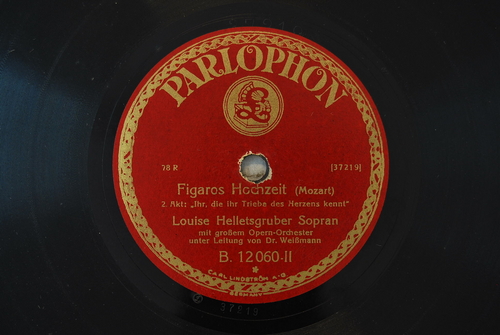 PARLOPHON
£
78 R [37219]
Figaros Hochzeit (Mozart)
2. Akt: „Ihr, die ihr Triebe des Herzens kennt"
Louise Helletsgruber Sopran
mit großem Opern-Orchester
unter Leitung von Dr. Weißmann
B. 12060-II
CARL LINDSTRÖM A-G
GERMANY
37219